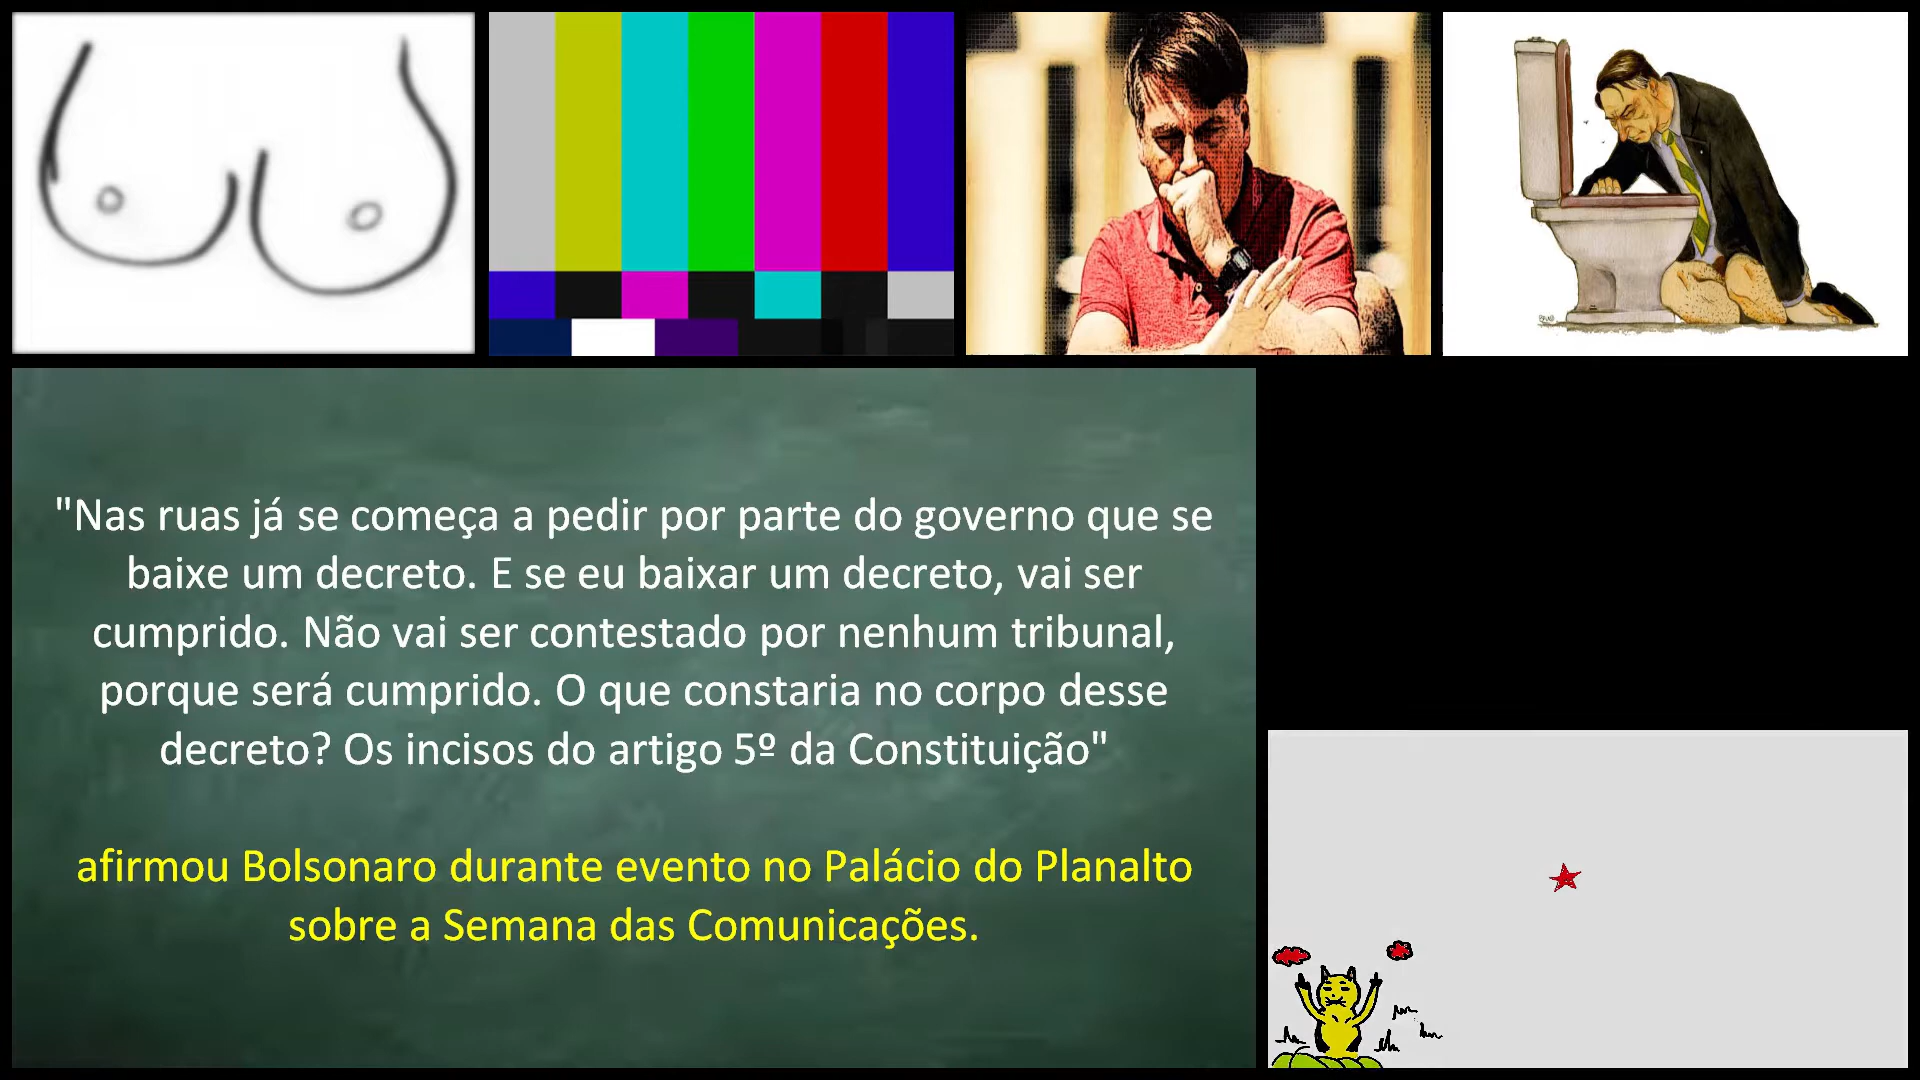 "Nas ruas já se começa a pedir por parte do governo que se
baixe um decreto. E se eu baixar um decreto, vai ser
cumprido. Não vai ser contestado por nenhum tribunal,
porque será cumprido. O que constaria no corpo desse
decreto? Os incisos do artigo 5º da Constituição"
afirmou Bolsonaro durante evento no Palácio do Planalto
sobre a Semana das Comunicações.